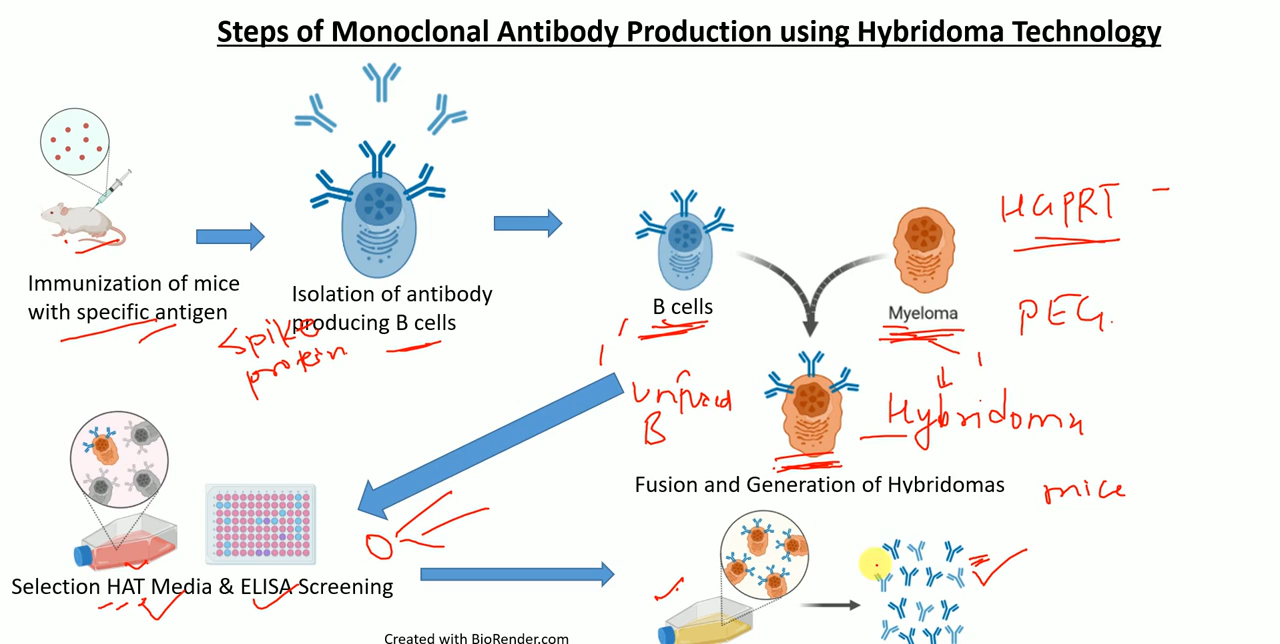 Steps of Monoclonal Antibody Production using Hybridoma Technology
Immunization of mice
with specific antigen
Isolation of antibody
producing B cells
Spike
protein
B cells
Myeloma
HGPRT -
PEG.
unfused
B
Hybridoma
Fusion and Generation of Hybridomas
mice
Selection HAT Media & ELISA Screening
Created with BioRender.com